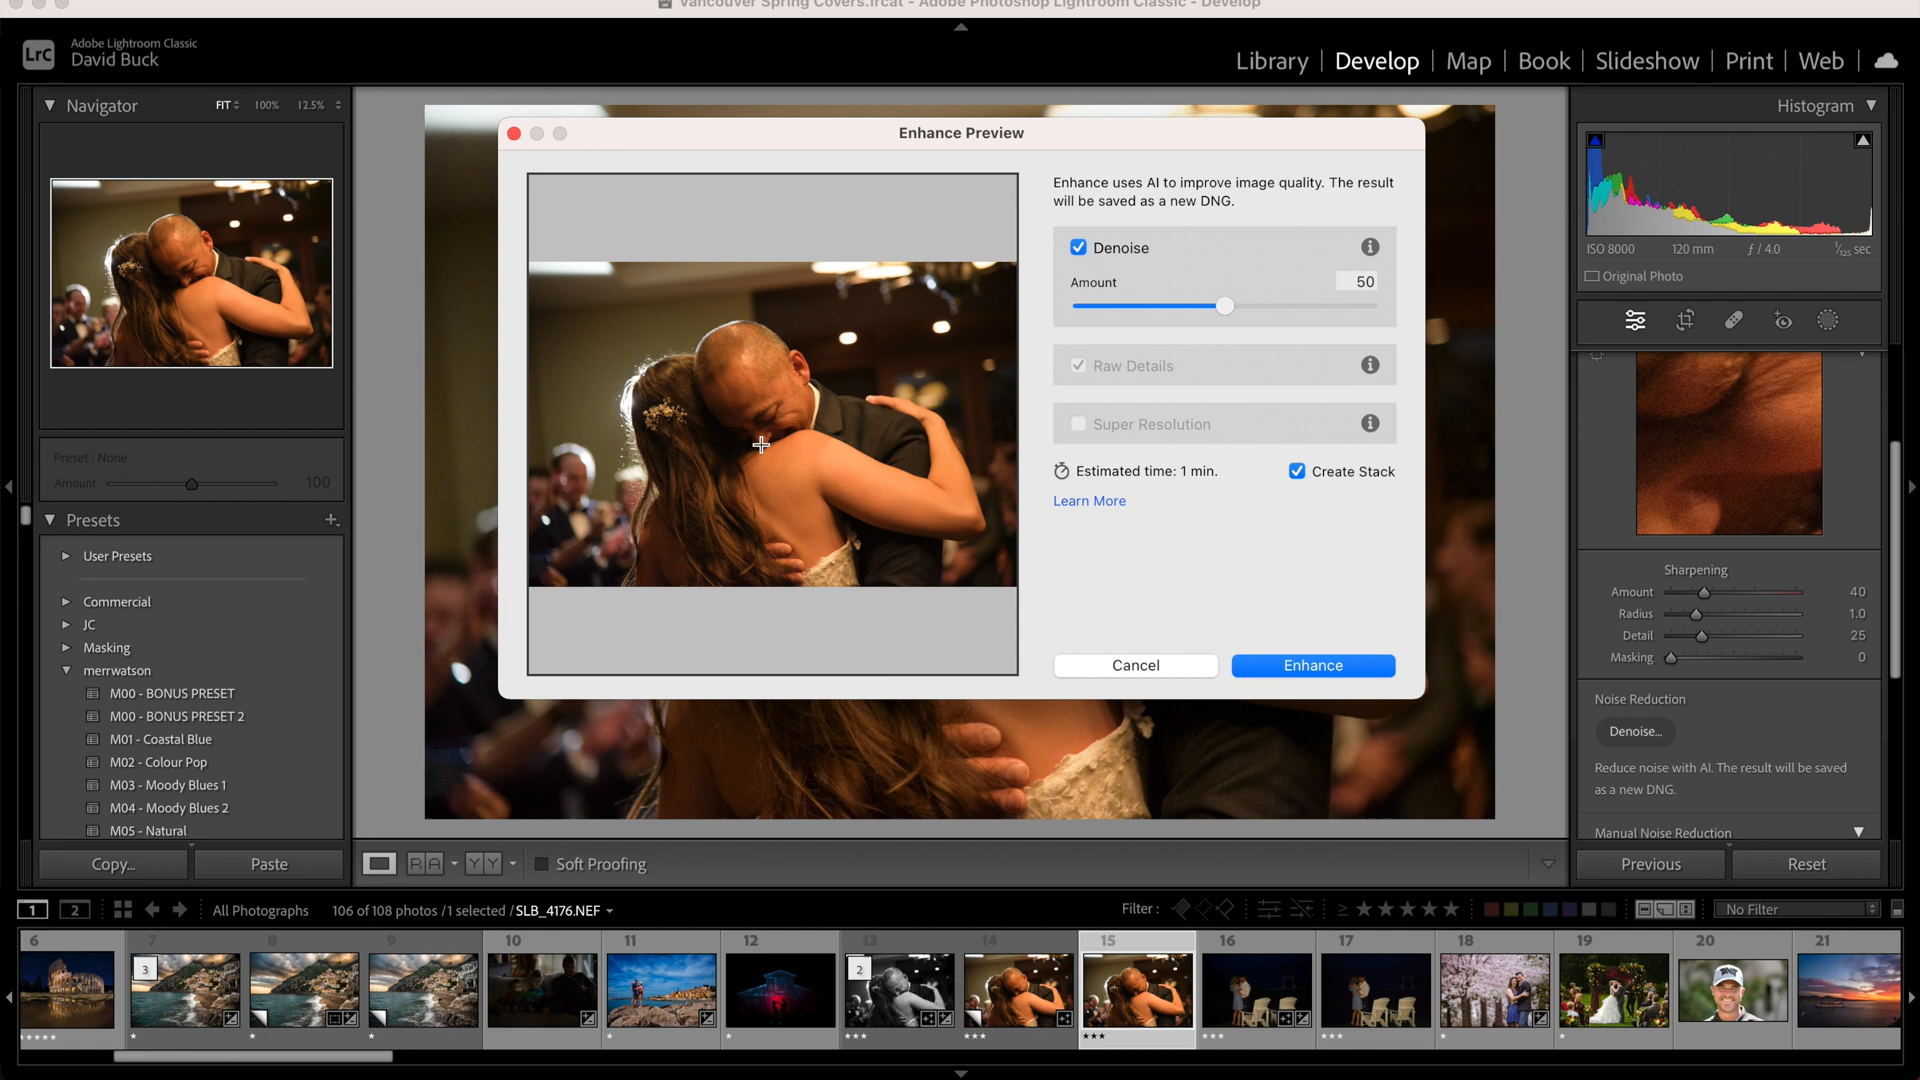 Vancouver Spring Covers.lrcat - Adobe Photoshop Lightroom Classic - Develop
LrC
Adobe Lightroom Classic
David Buck
Library | Develop | Map | Book | Slideshow | Print | Web
Navigator FIT 100% 12.5%
Histogram
ISO 8000 120 mm ƒ / 4.0 1/125 sec
Original Photo
Enhance Preview
Enhance uses AI to improve image quality. The result
will be saved as a new DNG.
Denoise
Amount 50
Raw Details
Super Resolution
Estimated time: 1 min. Create Stack
Learn More
Cancel Enhance
Preset : None
Amount 100
Presets
User Presets
Commercial
JC
Masking
merrwatson
M00 - BONUS PRESET
M00 - BONUS PRESET 2
M01 - Coastal Blue
M02 - Colour Pop
M03 - Moody Blues 1
M04 - Moody Blues 2
M05 - Natural
Sharpening
Amount 40
Radius 1.0
Detail 25
Masking 0
Noise Reduction
Denoise...
Reduce noise with AI. The result will be saved
as a new DNG.
Manual Noise Reduction
Copy... Paste
R A Y Y Soft Proofing
Previous Reset
1 2 All Photographs 106 of 108 photos / 1 selected / SLB_4176.NEF
Filter : ≥ ★★★★★ No Filter
6 7 8 9 10 11 12 13 14 15 16 17 18 19 20 21
3 2